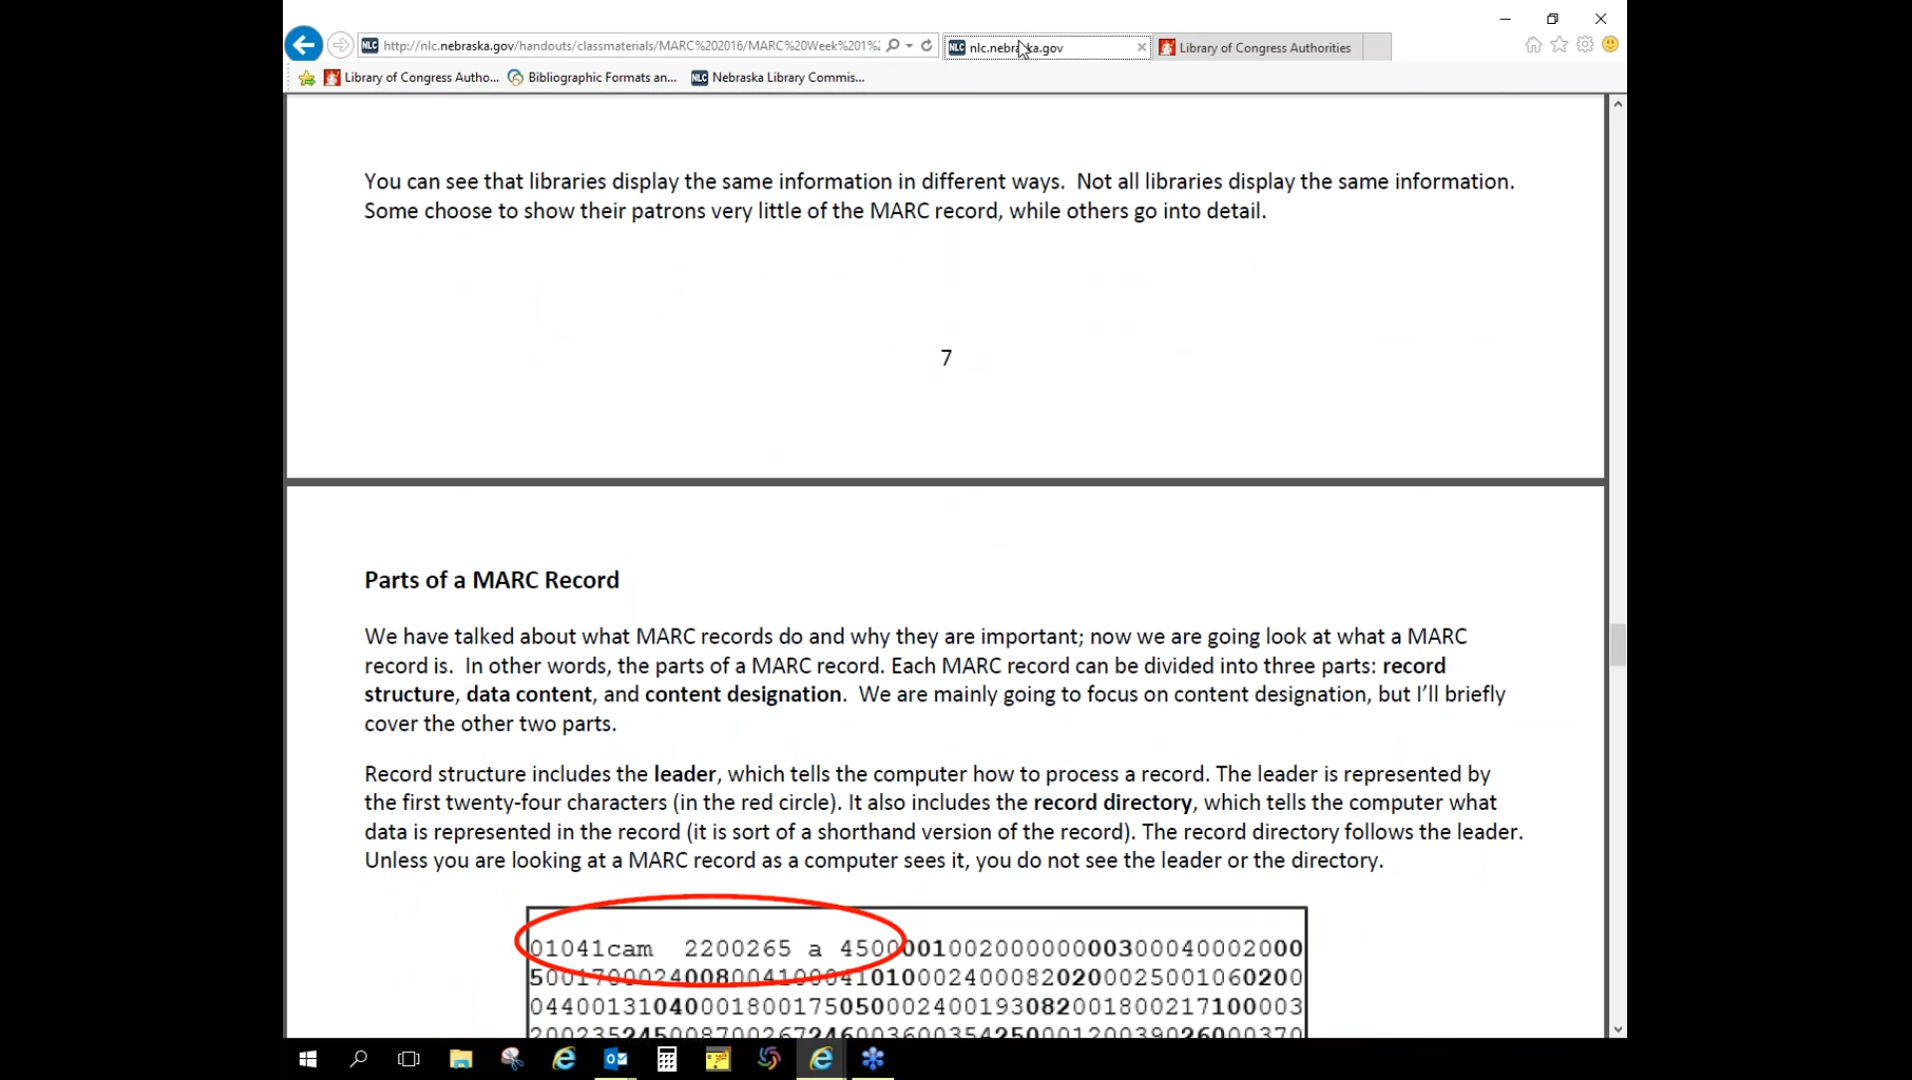 http://nlc.nebraska.gov/handouts/classmaterials/MARC%202016/MARC%20Week%201%
nlc.nebraska.gov
Library of Congress Authorities
Library of Congress Autho...
Bibliographic Formats an...
Nebraska Library Commis...
You can see that libraries display the same information in different ways.  Not all libraries display the same information.
Some choose to show their patrons very little of the MARC record, while others go into detail.
7
Parts of a MARC Record
We have talked about what MARC records do and why they are important; now we are going look at what a MARC
record is.  In other words, the parts of a MARC record. Each MARC record can be divided into three parts: record
structure, data content, and content designation.  We are mainly going to focus on content designation, but I’ll briefly
cover the other two parts.
Record structure includes the leader, which tells the computer how to process a record. The leader is represented by
the first twenty-four characters (in the red circle). It also includes the record directory, which tells the computer what
data is represented in the record (it is sort of a shorthand version of the record). The record directory follows the leader.
Unless you are looking at a MARC record as a computer sees it, you do not see the leader or the directory.
01041cam  2200265 a 4500001002000000003000400020​00
500170002400800410004101000240008202000250010602​00
04400131040001800175050002400193082001800217100​0003
20023524500870026724600360035425000120039026000370